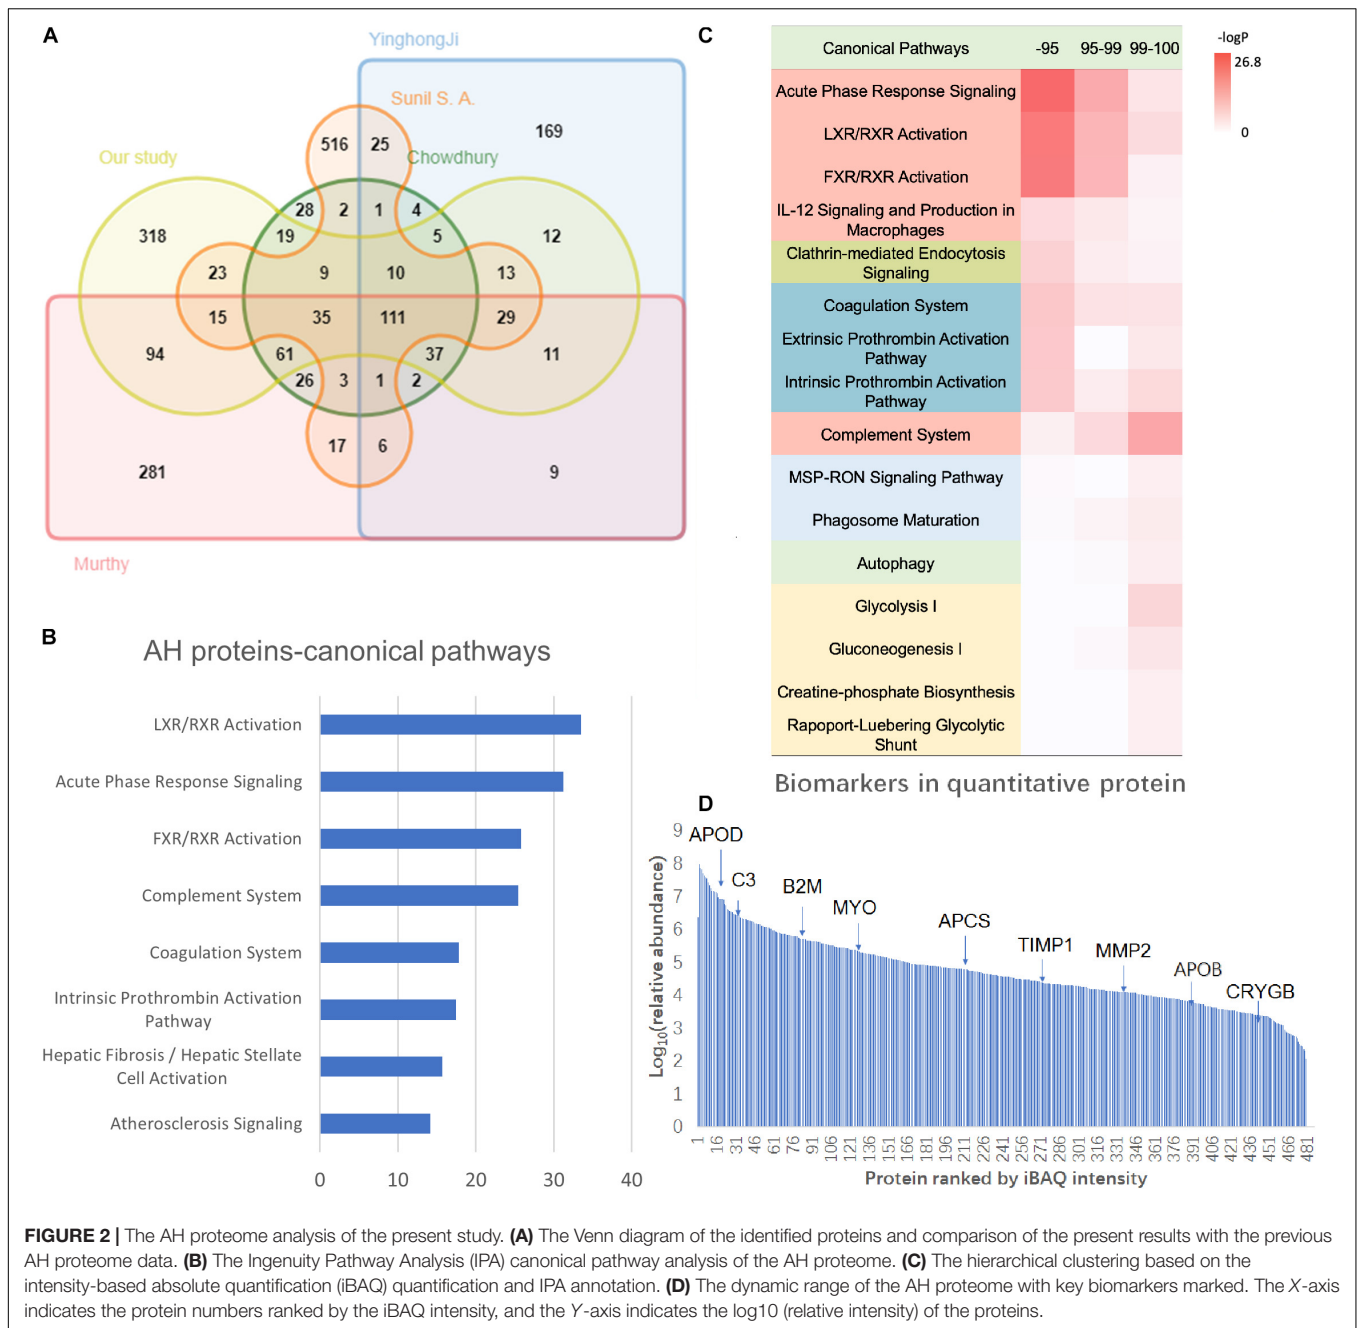 A
YinghongJi
Sunil S. A.
Our study
Chowdhury
Murthy
516
25
169
28
2
1
4
318
19
5
12
23
9
10
13
15
35
111
29
94
61
37
11
26
3
1
2
17
6
281
9
B
AH proteins-canonical pathways
LXR/RXR Activation
Acute Phase Response Signaling
FXR/RXR Activation
Complement System
Coagulation System
Intrinsic Prothrombin Activation
Pathway
Hepatic Fibrosis / Hepatic Stellate
Cell Activation
Atherosclerosis Signaling
0 10 20 30 40
C
Canonical Pathways -95 95-99 99-100
-logP
26.8
0
Acute Phase Response Signaling
LXR/RXR Activation
FXR/RXR Activation
IL-12 Signaling and Production in
Macrophages
Clathrin-mediated Endocytosis
Signaling
Coagulation System
Extrinsic Prothrombin Activation
Pathway
Intrinsic Prothrombin Activation
Pathway
Complement System
MSP-RON Signaling Pathway
Phagosome Maturation
Autophagy
Glycolysis I
Gluconeogenesis I
Creatine-phosphate Biosynthesis
Rapoport-Luebering Glycolytic
Shunt
Biomarkers in quantitative protein
D
Log10(relative abundance)
9
8
7
6
5
4
3
2
1
0
APOD
C3
B2M
MYO
APCS
TIMP1
MMP2
APOB
CRYGB
1 16 31 46 61 76 91 106 121 136 151 166 181 196 211 226 241 256 271 286 301 316 331 346 361 376 391 406 421 436 451 466 481
Protein ranked by iBAQ intensity
FIGURE 2 | The AH proteome analysis of the present study. (A) The Venn diagram of the identified proteins and comparison of the present results with the previous
AH proteome data. (B) The Ingenuity Pathway Analysis (IPA) canonical pathway analysis of the AH proteome. (C) The hierarchical clustering based on the
intensity-based absolute quantification (iBAQ) quantification and IPA annotation. (D) The dynamic range of the AH proteome with key biomarkers marked. The X-axis
indicates the protein numbers ranked by the iBAQ intensity, and the Y-axis indicates the log10 (relative intensity) of the proteins.